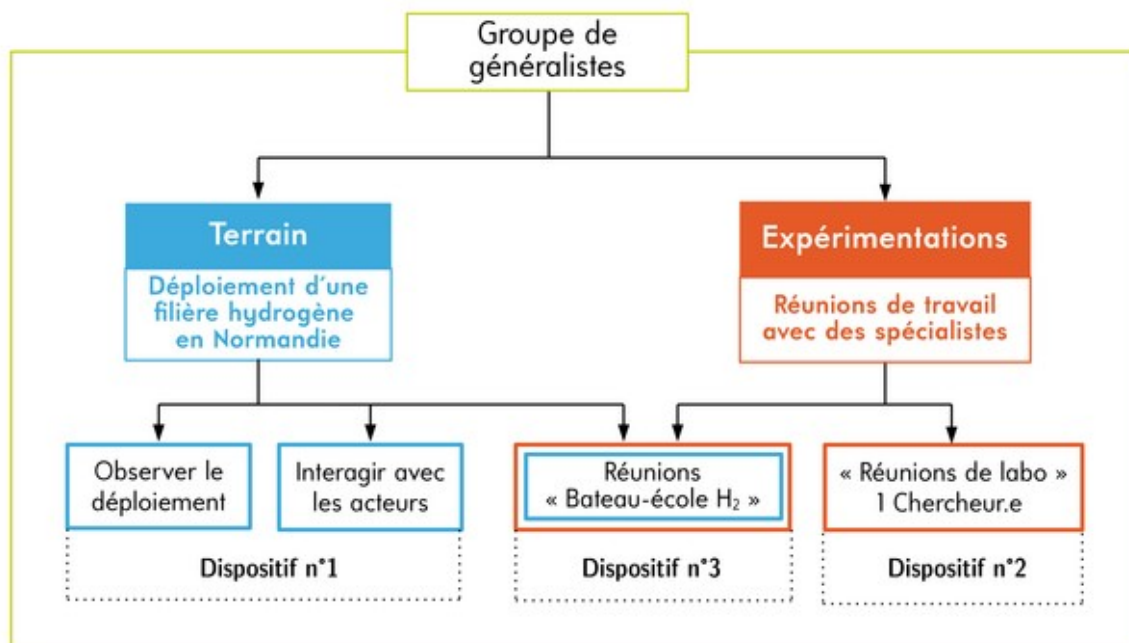 Groupe de
généralistes
Terrain
Déploiement d'une
filière hydrogène
en Normandie
Expérimentations
Réunions de travail
avec des spécialistes
Observer le
déploiement
Interagir avec
les acteurs
Réunions
« Bateau-école H₂ »
« Réunions de labo »
1 Chercheur.e
Dispositif n°1
Dispositif n°3
Dispositif n°2